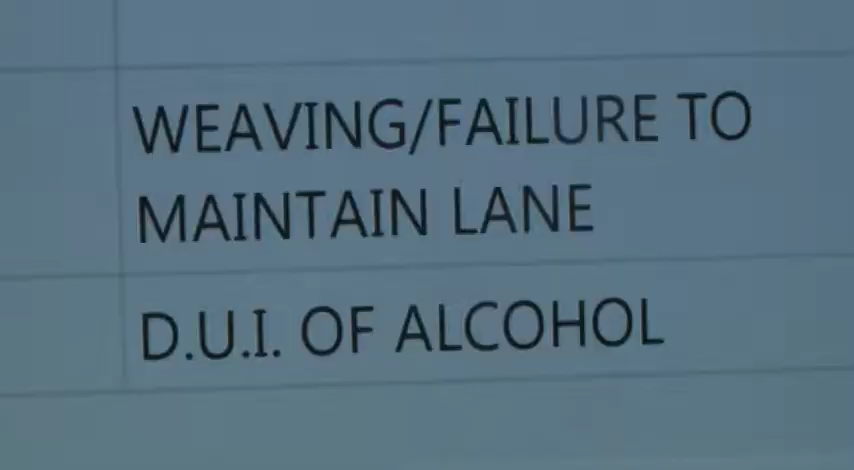 WEAVING/FAILURE TO
MAINTAIN LANE
D.U.I. OF ALCOHOL